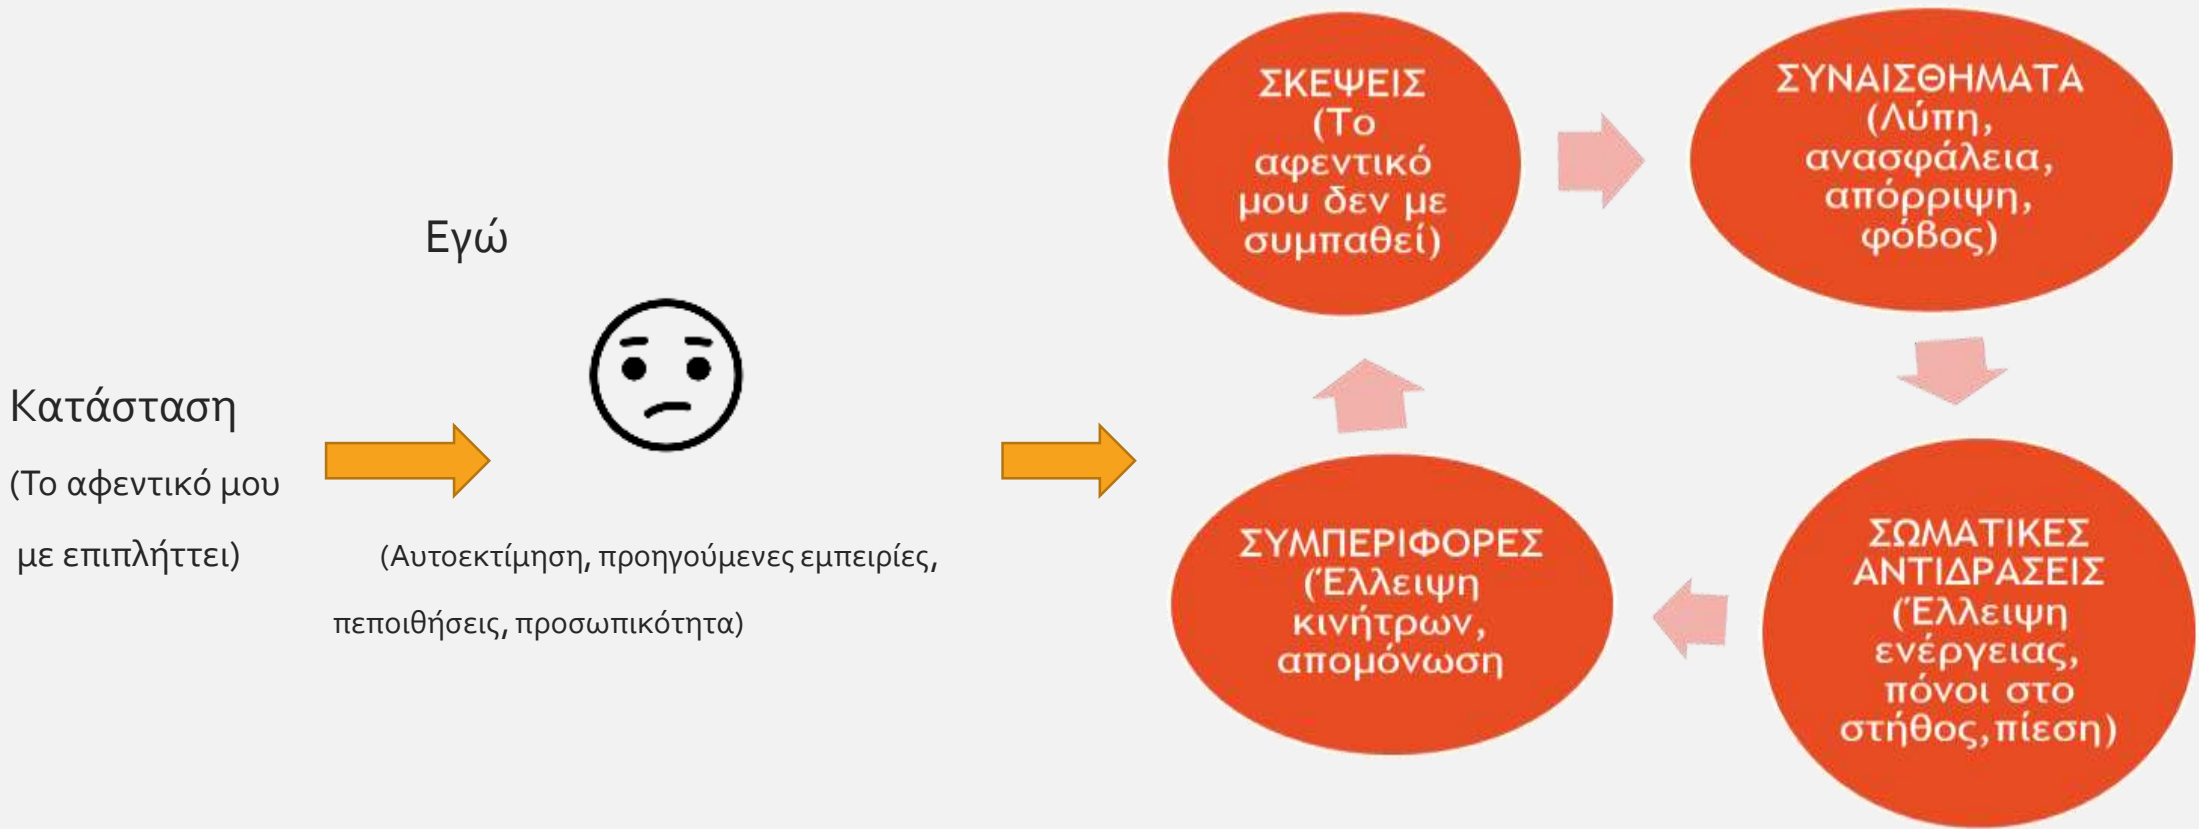 Εγώ
Κατάσταση
(Το αφεντικό μου
με επιπλήττει)
(Αυτοεκτίμηση, προηγούμενες εμπειρίες,
πεποιθήσεις, προσωπικότητα)
ΣΚΕΨΕΙΣ
(Το
αφεντικό
μου δεν με
συμπαθεί)
ΣΥΝΑΙΣΘΗΜΑΤΑ
(Λύπη,
ανασφάλεια,
απόρριψη,
φόβος)
ΣΩΜΑΤΙΚΕΣ
ΑΝΤΙΔΡΑΣΕΙΣ
(Έλλειψη
ενέργειας,
πόνοι στο
στήθος, πίεση)
ΣΥΜΠΕΡΙΦΟΡΕΣ
(Έλλειψη
κινήτρων,
απομόνωση